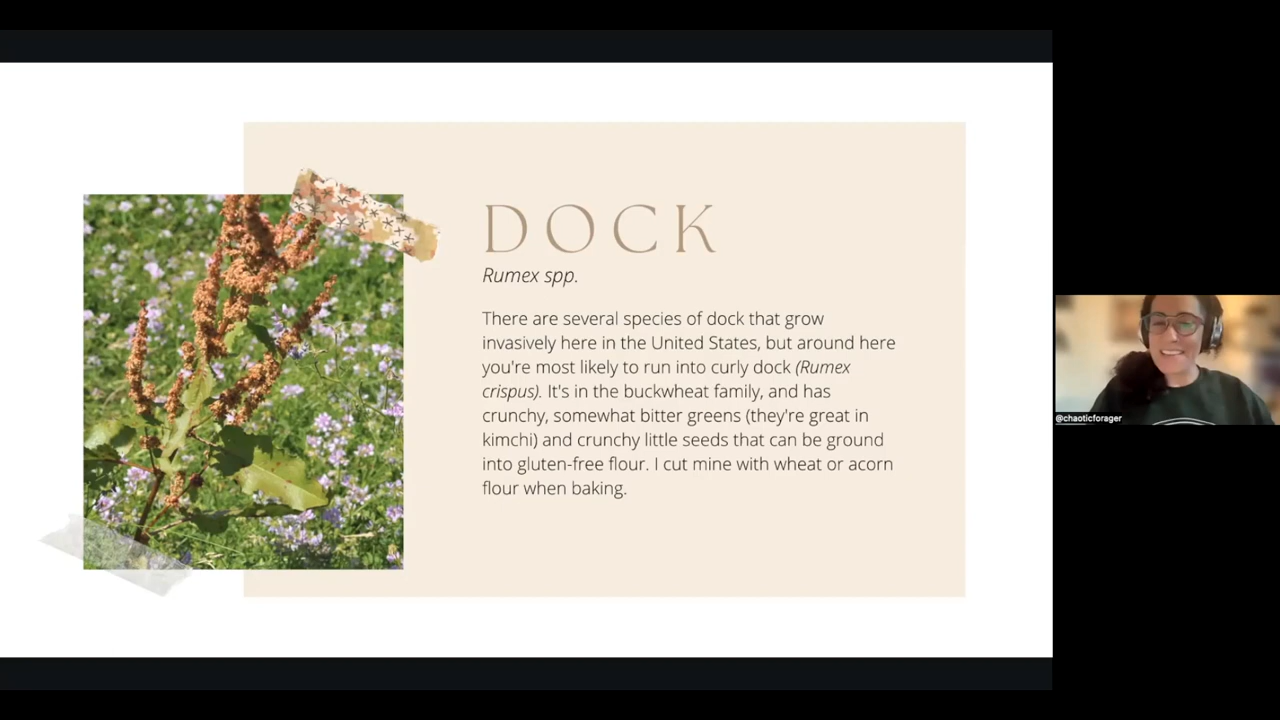 DOCK
Rumex spp.
There are several species of dock that grow
invasively here in the United States, but around here
you're most likely to run into curly dock (Rumex
crispus). It's in the buckwheat family, and has
crunchy, somewhat bitter greens (they're great in
kimchi) and crunchy little seeds that can be ground
into gluten-free flour. I cut mine with wheat or acorn
flour when baking.
@chaoticforager